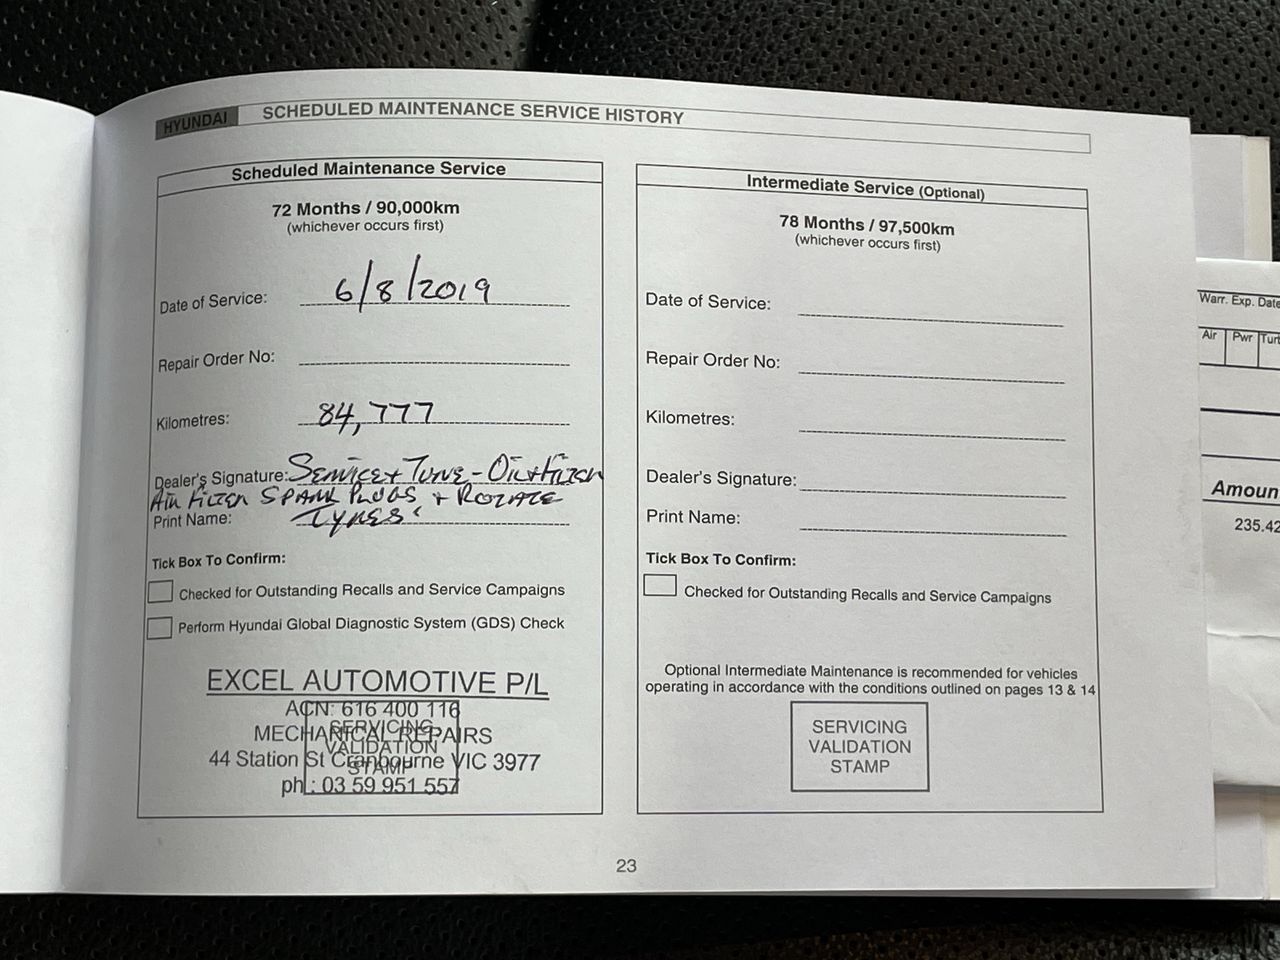 HYUNDAI SCHEDULED MAINTENANCE SERVICE HISTORY
Scheduled Maintenance Service
72 Months / 90,000km
(whichever occurs first)
Date of Service: 6/8/2019
Repair Order No:
Kilometres: 84,777
Dealer's Signature: Service + Tune - Oil + Filter
Air Filter Spark Plugs + Rotate
Print Name: Tyres
Tick Box To Confirm:
Checked for Outstanding Recalls and Service Campaigns
Perform Hyundai Global Diagnostic System (GDS) Check
EXCEL AUTOMOTIVE P/L
ACN: 616 400 116
MECHANICAL REPAIRS
44 Station St Cranbourne VIC 3977
ph : 03 59 951 557
SERVICING
VALIDATION
STAMP
Intermediate Service (Optional)
78 Months / 97,500km
(whichever occurs first)
Date of Service:
Repair Order No:
Kilometres:
Dealer's Signature:
Print Name:
Tick Box To Confirm:
Checked for Outstanding Recalls and Service Campaigns
Optional Intermediate Maintenance is recommended for vehicles
operating in accordance with the conditions outlined on pages 13 & 14
SERVICING
VALIDATION
STAMP
23
Warr. Exp. Date
Air Pwr Turb
Amoun
235.42